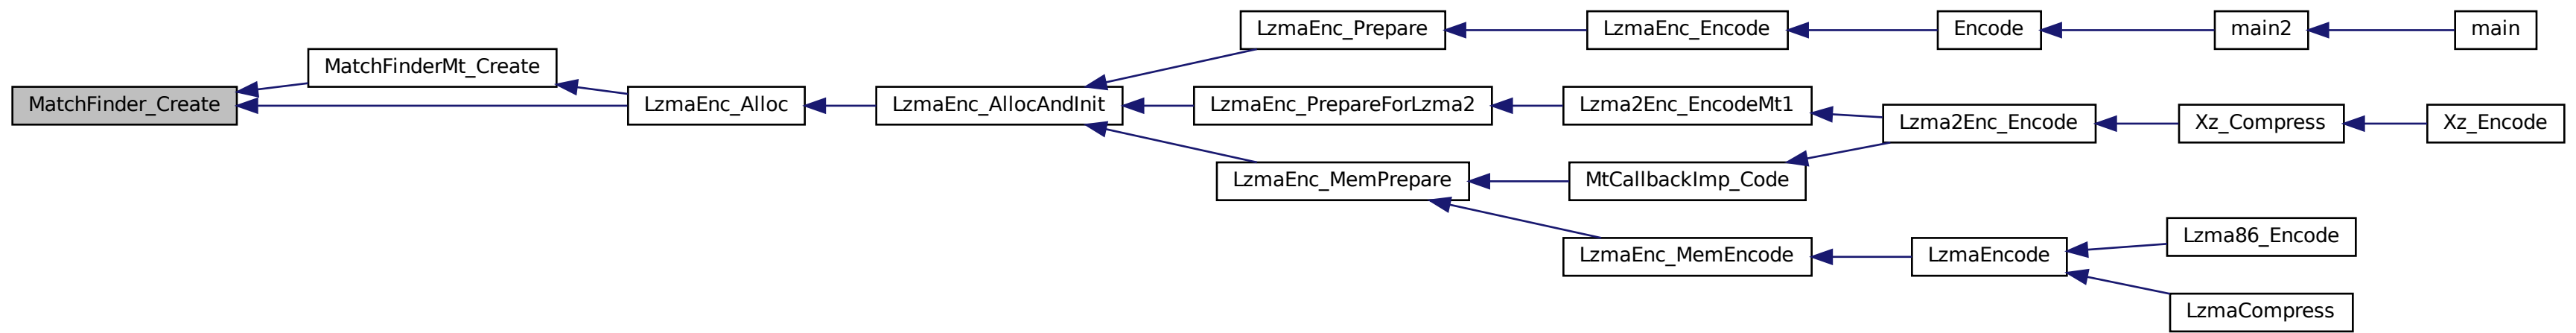 MatchFinder_Create
MatchFinderMt_Create
LzmaEnc_Alloc
LzmaEnc_AllocAndInit
LzmaEnc_Prepare
LzmaEnc_Encode
Encode
main2
main
LzmaEnc_PrepareForLzma2
Lzma2Enc_EncodeMt1
Lzma2Enc_Encode
Xz_Compress
Xz_Encode
LzmaEnc_MemPrepare
MtCallbackImp_Code
LzmaEnc_MemEncode
LzmaEncode
Lzma86_Encode
LzmaCompress